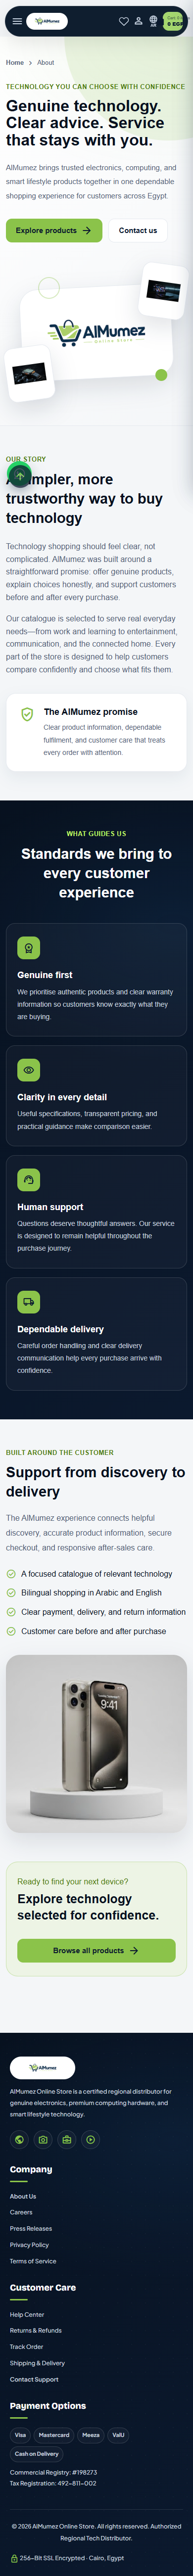 AlMumez
AR
0 EGP
Home > About
TECHNOLOGY YOU CAN CHOOSE WITH CONFIDENCE
Genuine technology.
Clear advice. Service
that stays with you.
AlMumez brings trusted electronics, computing, and
smart lifestyle products together in one dependable
shopping experience for customers across Egypt.
Explore products
Contact us
AlMumez
Online Store
OUR STORY
A simpler, more
trustworthy way to buy
technology
Technology shopping should feel clear, not
complicated. AlMumez was built around a
straightforward promise: offer genuine products,
explain choices honestly, and support customers
before and after every purchase.
Our catalogue is selected to serve real everyday
needs—from work and learning to entertainment,
communication, and the connected home. Every
part of the store is designed to help customers
compare confidently and choose what fits them.
The AlMumez promise
Clear product information, dependable
fulfilment, and customer care that treats
every order with attention.
WHAT GUIDES US
Standards we bring to
every customer
experience
Genuine first
We prioritise authentic products and clear warranty
information so customers know exactly what they
are buying.
Clarity in every detail
Useful specifications, transparent pricing, and
practical guidance make comparison easier.
Human support
Questions deserve thoughtful answers. Our service
is designed to remain helpful throughout the
purchase journey.
Dependable delivery
Careful order handling and clear delivery
communication help every purchase arrive with
confidence.
BUILT AROUND THE CUSTOMER
Support from discovery to
delivery
The AlMumez experience connects helpful
discovery, accurate product information, secure
checkout, and responsive after-sales care.
A focused catalogue of relevant technology
Bilingual shopping in Arabic and English
Clear payment, delivery, and return information
Customer care before and after purchase
Ready to find your next device?
Explore technology
selected for confidence.
Browse all products
AlMumez
AlMumez Online Store is a certified regional distributor for
genuine electronics, premium computing hardware, and
smart lifestyle technology.
Company
About Us
Careers
Press Releases
Privacy Policy
Terms of Service
Customer Care
Help Center
Returns & Refunds
Track Order
Shipping & Delivery
Contact Support
Payment Options
Visa
Mastercard
Meeza
ValU
Cash on Delivery
Commercial Registry: #198273
Tax Registration: 492-811-002
© 2026 AlMumez Online Store. All rights reserved. Authorized
Regional Tech Distributor.
256-Bit SSL Encrypted · Cairo, Egypt